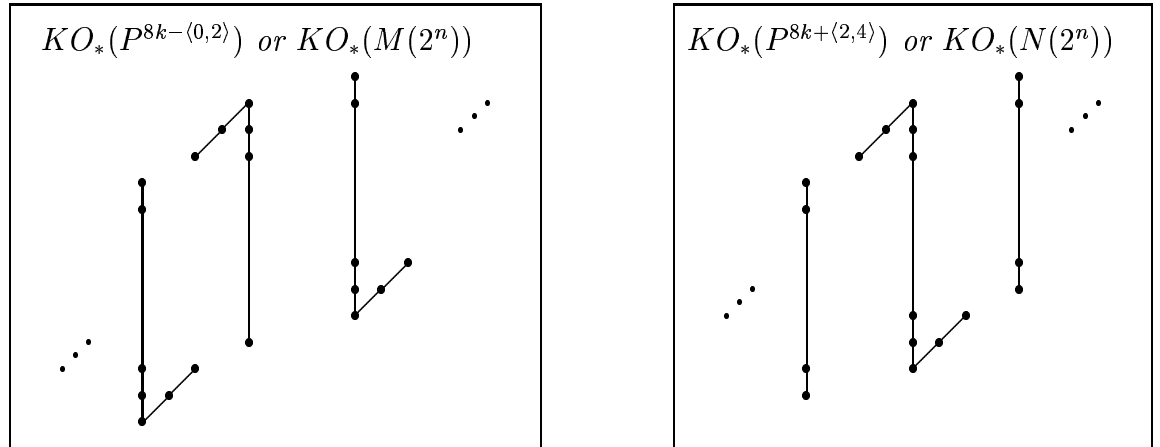 KO_*(P^{8k-⟨0,2⟩}) or KO_*(M(2^n))
KO_*(P^{8k+⟨2,4⟩}) or KO_*(N(2^n))